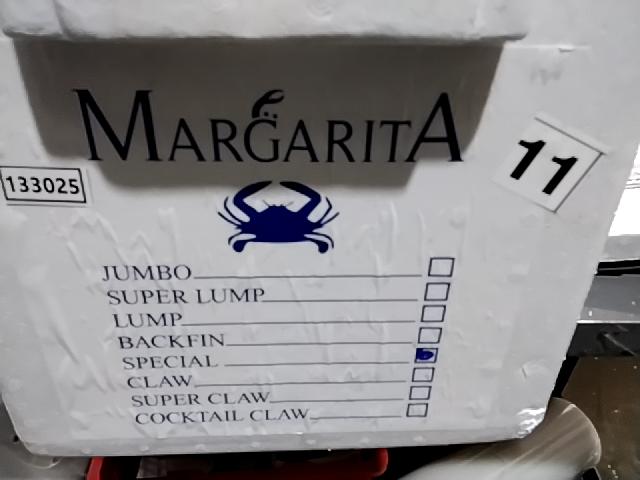 MARGARITA
133025
11
JUMBO
SUPER LUMP
LUMP
BACKFIN
SPECIAL
CLAW
SUPER CLAW
COCKTAIL CLAW